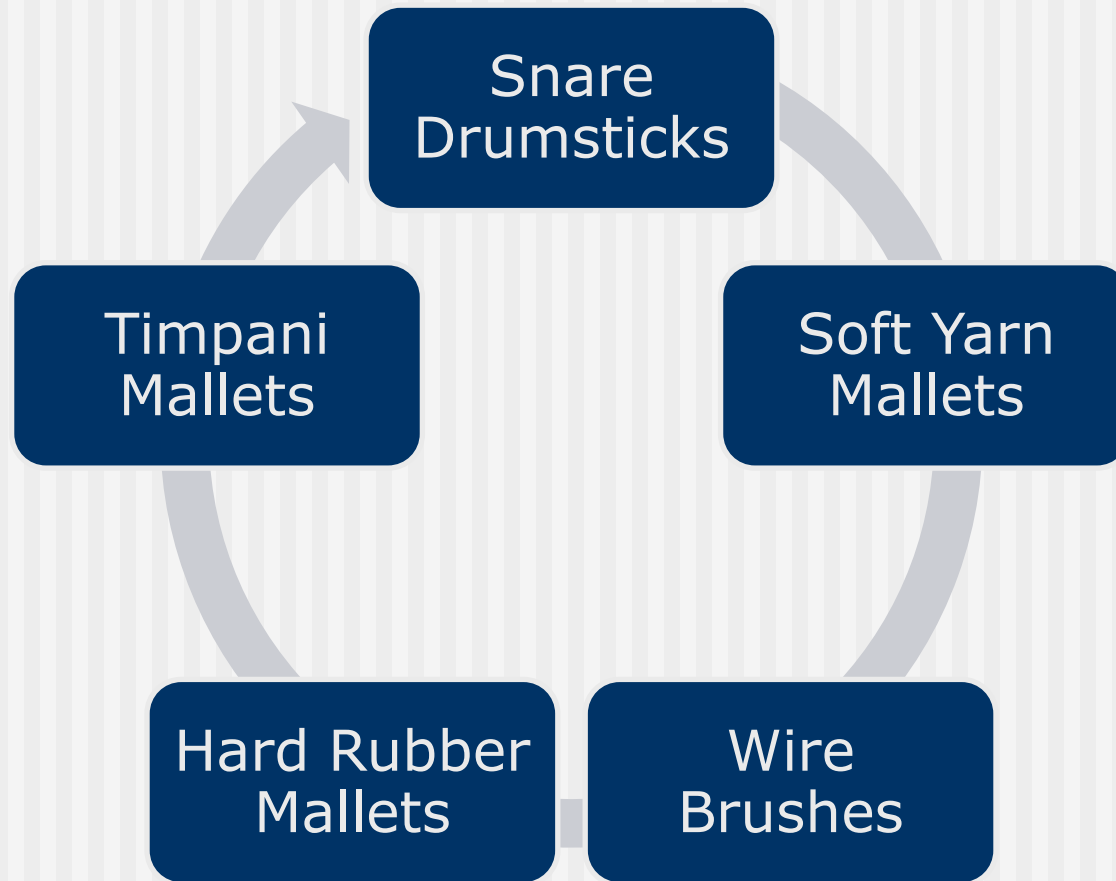 Snare
Drumsticks
Soft Yarn
Mallets
Wire
Brushes
Hard Rubber
Mallets
Timpani
Mallets